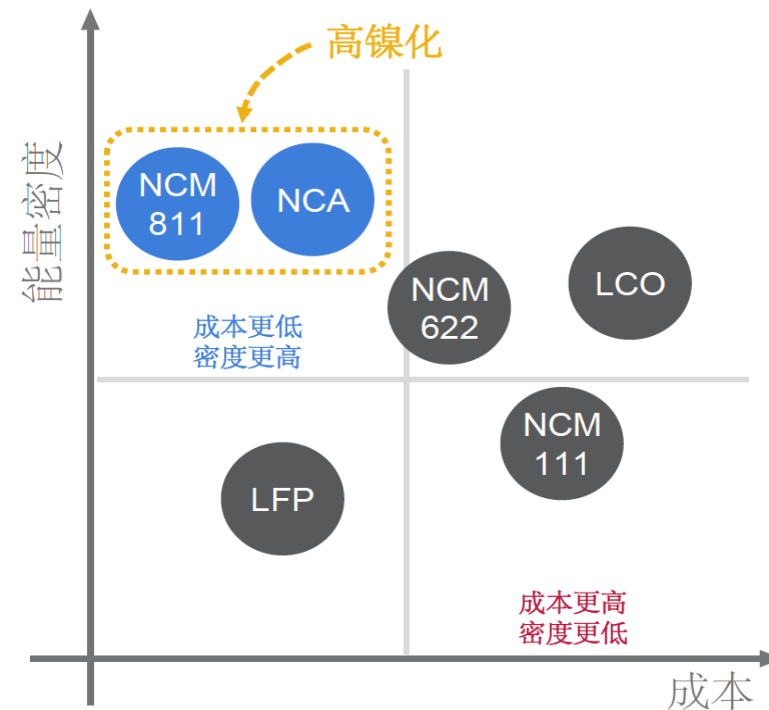 高镍化
能量密度
NCM
811
NCA
NCM
622
LCO
成本更低
密度更高
NCM
111
LFP
成本更高
密度更低
成本